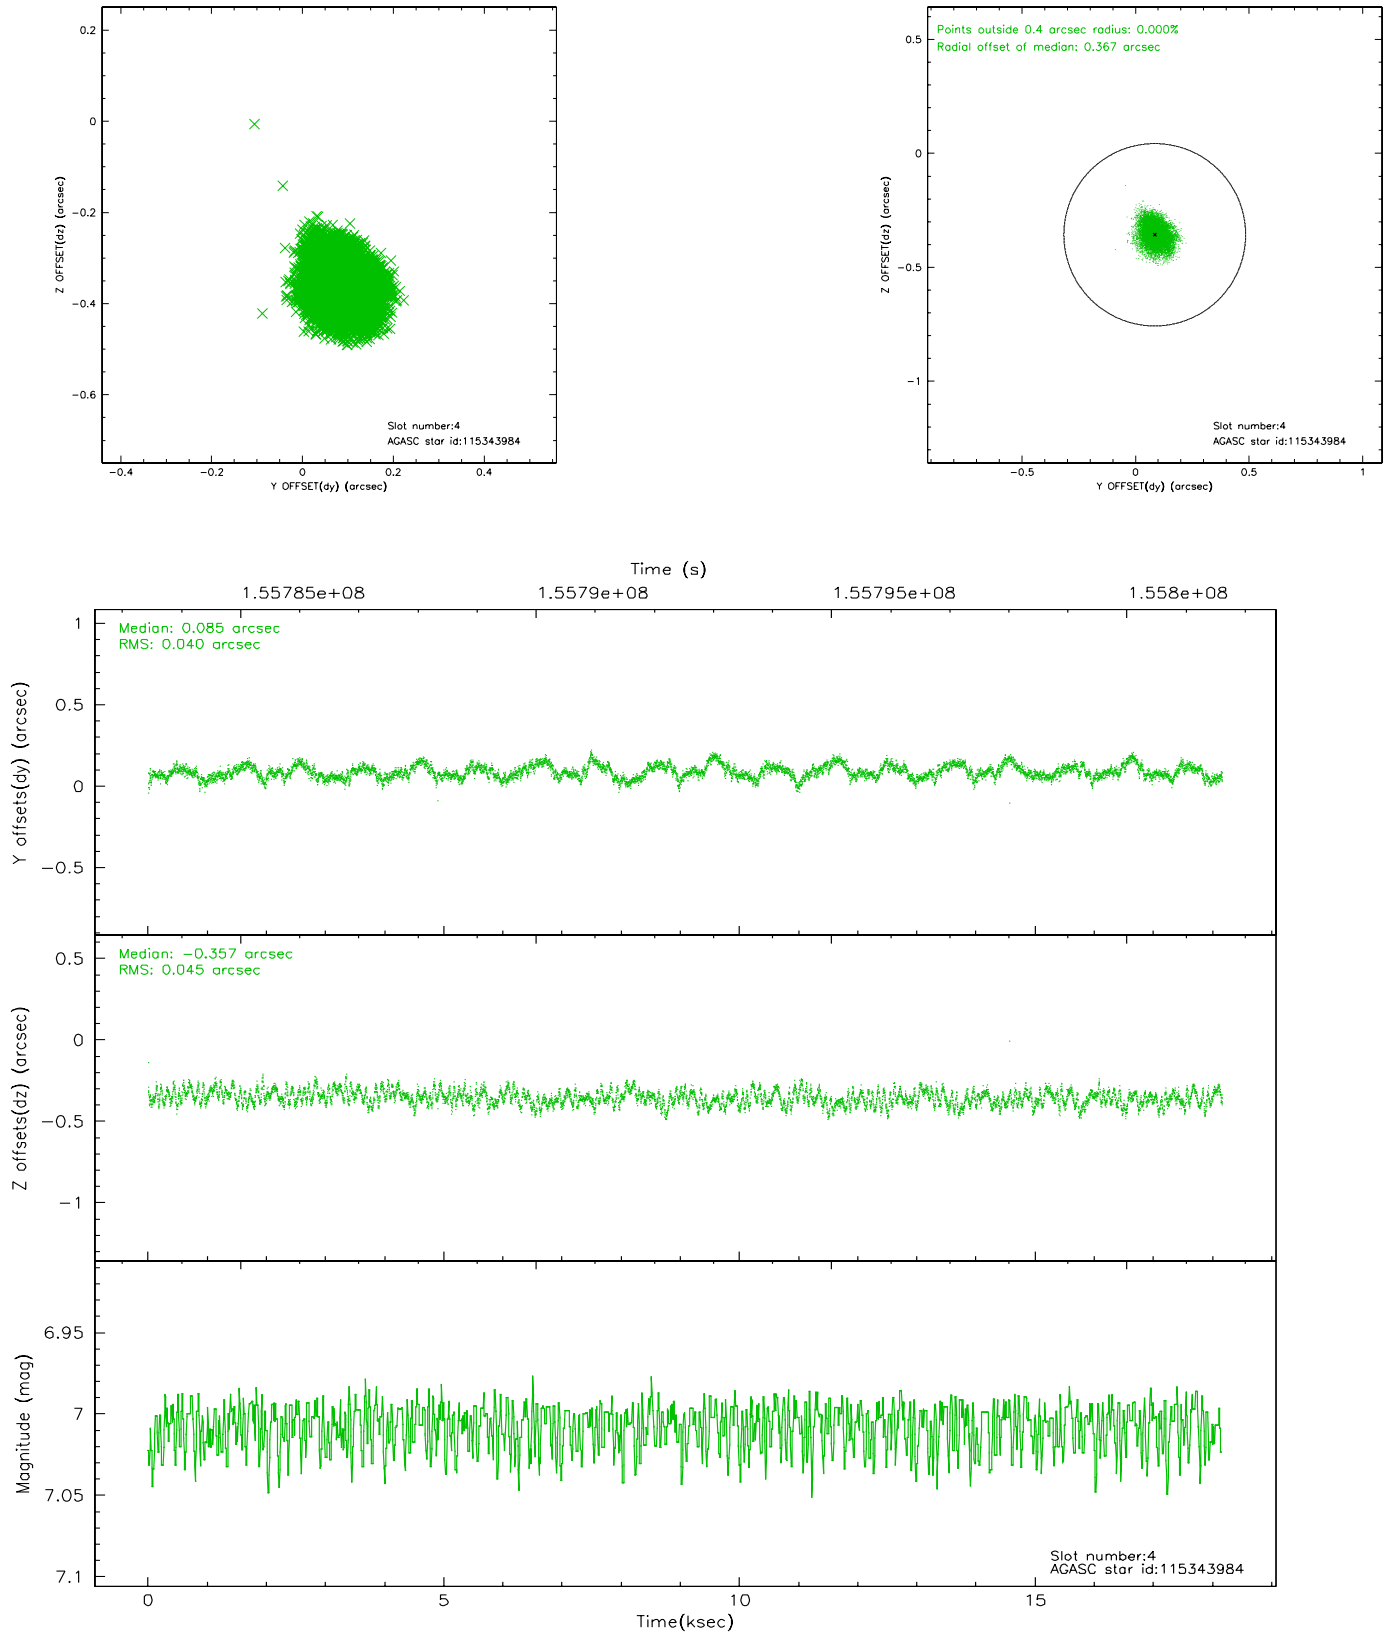 0.2
0
−0.2
−0.4
−0.6
Z OFFSET(dz) (arcsec)
−0.4
−0.2
0
0.2
0.4
Y OFFSET(dy) (arcsec)
Slot number:4
AGASC star id:115343984
Points outside 0.4 arcsec radius: 0.000%
Radial offset of median: 0.367 arcsec
0.5
0
−0.5
−1
Z OFFSET(dz) (arcsec)
−0.5
0
0.5
1
Y OFFSET(dy) (arcsec)
Slot number:4
AGASC star id:115343984
Time (s)
1.55785e+08
1.5579e+08
1.55795e+08
1.558e+08
Median: 0.085 arcsec
RMS: 0.040 arcsec
1
0.5
0
−0.5
Y offsets(dy) (arcsec)
Median: −0.357 arcsec
RMS: 0.045 arcsec
0.5
0
−0.5
−1
Z offsets(dz) (arcsec)
6.95
7
7.05
7.1
Magnitude (mag)
Slot number:4
AGASC star id:115343984
0
5
10
15
Time(ksec)